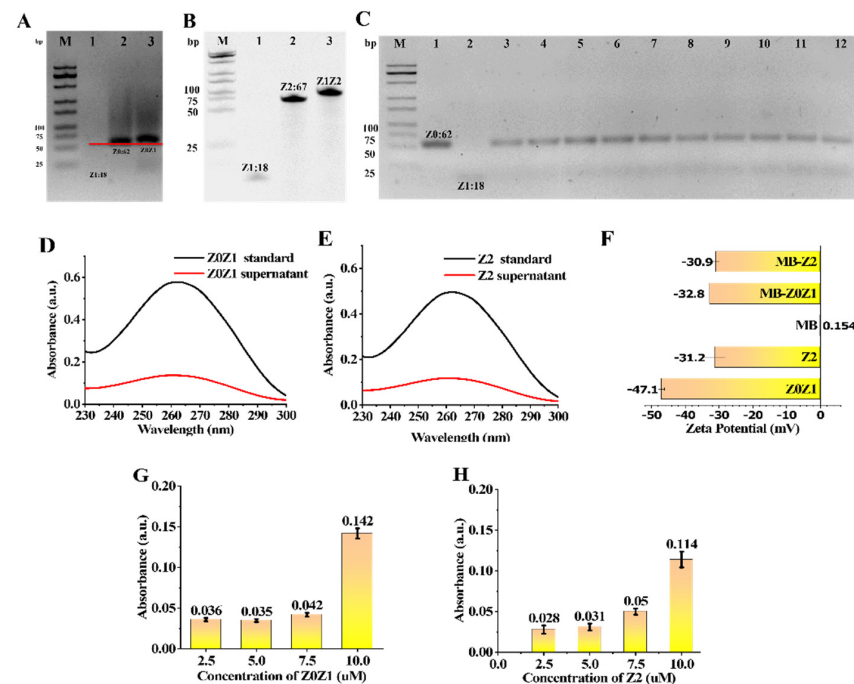 A
bp
M
1
2
3
100
75
50
25
Z0:62
Z0Z1
Z1:18
B
bp
M
1
2
3
100
75
50
25
Z2:67
Z1Z2
Z1:18
C
bp
M
1
2
3
4
5
6
7
8
9
10
11
12
100
75
50
25
Z0:62
Z1:18
D
Z0Z1 standard
Z0Z1 supernatant
Absorbance (a.u.)
0.6
0.4
0.2
0.0
230 240 250 260 270 280 290 300
Wavelength (nm)
E
Z2 standard
Z2 supernatant
Absorbance (a.u.)
0.6
0.4
0.2
0.0
230 240 250 260 270 280 290 300
Wavelength (nm)
F
-30.9 MB-Z2
-32.8 MB-Z0Z1
MB 0.154
-31.2 Z2
-47.1 Z0Z1
-50 -40 -30 -20 -10 0
Zeta Potential (mV)
G
Absorbance (a.u.)
0.20
0.15
0.10
0.05
0.00
0.036
0.035
0.042
0.142
2.5 5.0 7.5 10.0
Concentration of Z0Z1 (uM)
H
Absorbance (a.u.)
0.20
0.15
0.10
0.05
0.00
0.028
0.031
0.05
0.114
0.0 2.5 5.0 7.5 10.0
Concentration of Z2 (uM)